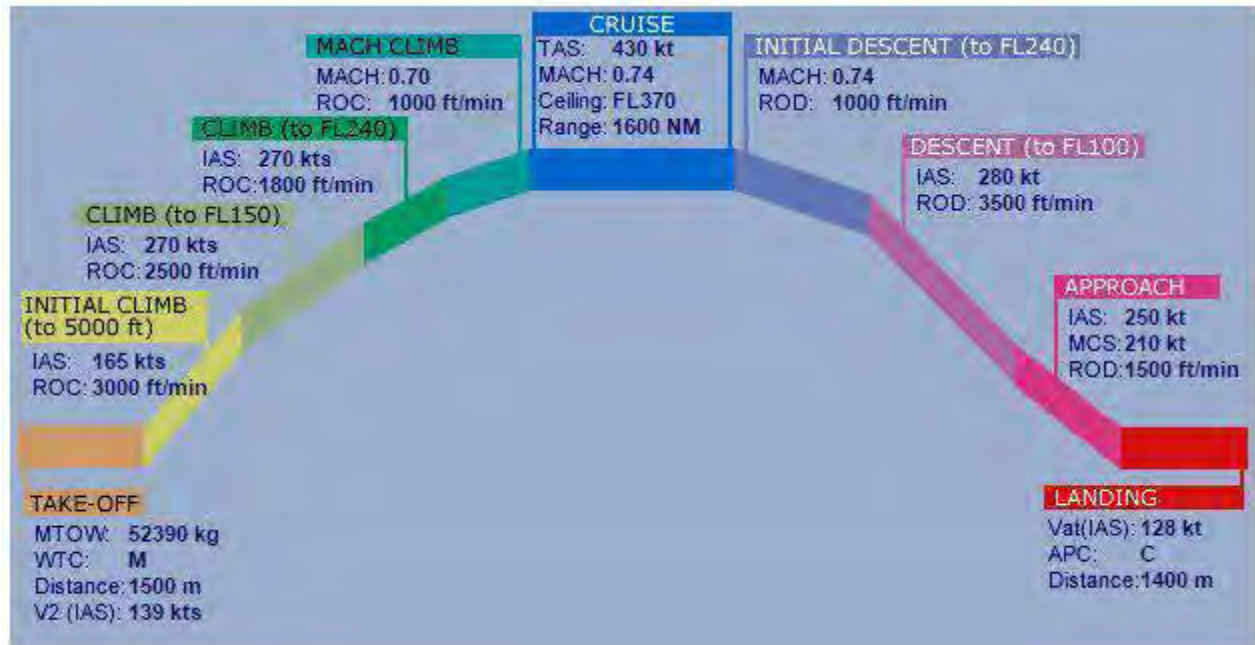 CRUISE
TAS: 430 kt
MACH: 0.74
Ceiling: FL370
Range: 1600 NM
MACH CLIMB
MACH: 0.70
ROC: 1000 ft/min
INITIAL DESCENT (to FL240)
MACH: 0.74
ROD: 1000 ft/min
CLIMB (to FL240)
IAS: 270 kts
ROC: 1800 ft/min
DESCENT (to FL100)
IAS: 280 kt
ROD: 3500 ft/min
CLIMB (to FL150)
IAS: 270 kts
ROC: 2500 ft/min
INITIAL CLIMB
(to 5000 ft)
IAS: 165 kts
ROC: 3000 ft/min
APPROACH
IAS: 250 kt
MCS: 210 kt
ROD: 1500 ft/min
TAKE-OFF
MTOW: 52390 kg
WTC: M
Distance: 1500 m
V2 (IAS): 139 kts
LANDING
Vat(IAS): 128 kt
APC: C
Distance: 1400 m